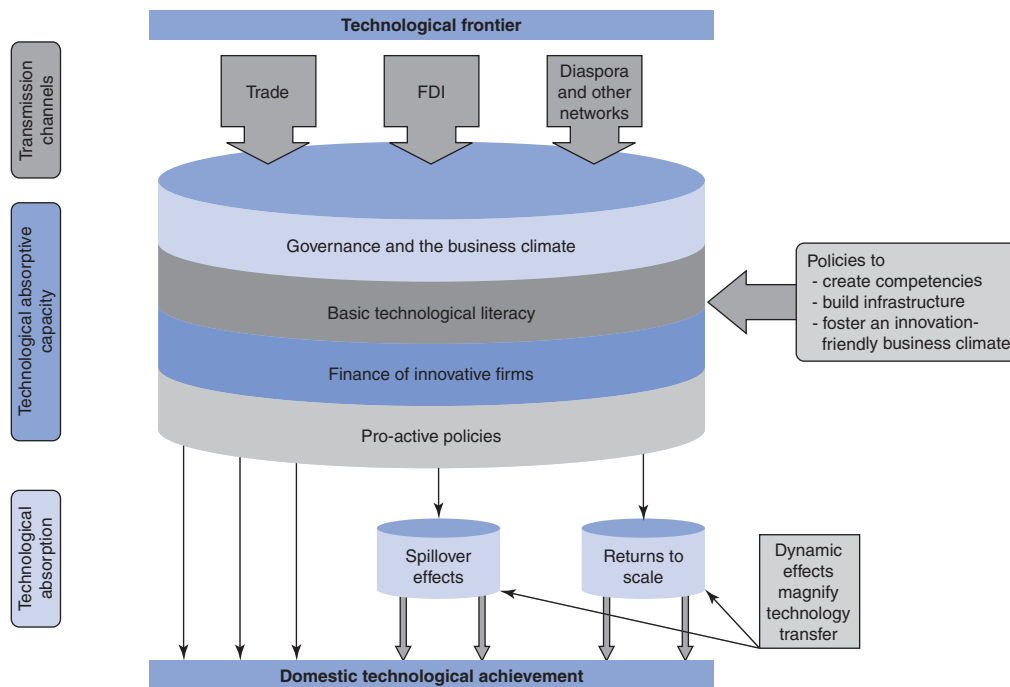 Technological frontier
Transmission
channels
Trade
FDI
Diaspora
and other
networks
Technological absorptive
capacity
Governance and the business climate
Basic technological literacy
Finance of innovative firms
Pro-active policies
Policies to
- create competencies
- build infrastructure
- foster an innovation-
friendly business climate
Technological
absorption
Spillover
effects
Returns to
scale
Dynamic
effects
magnify
technology
transfer
Domestic technological achievement